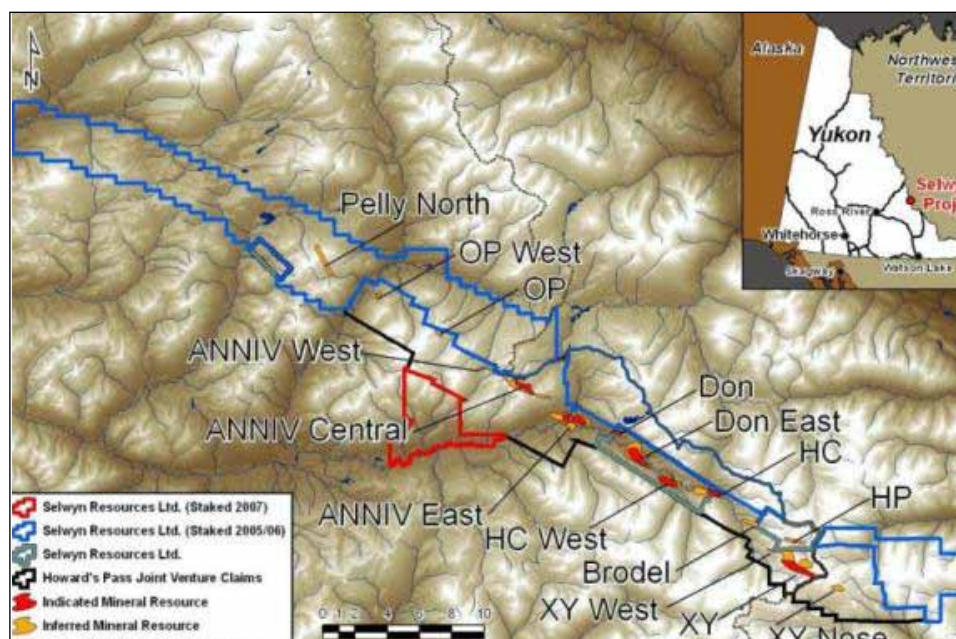 N
Alaska
Northwes
Territori
Yukon
Selwy
Proj
Ross River
Whitehorse
Skagway
Watson Lake
Pelly North
OP West
OP
ANNIV West
Don
ANNIV Central
Don East
HC
ANNIV East
HP
HC West
Brodel
XY West
XY
XY Nose
Selwyn Resources Ltd. (Staked 2007)
Selwyn Resources Ltd. (Staked 2005/06)
Selwyn Resources Ltd.
Howard's Pass Joint Venture Claims
Indicated Mineral Resource
Inferred Mineral Resource
0 1 2 4 6 8 10